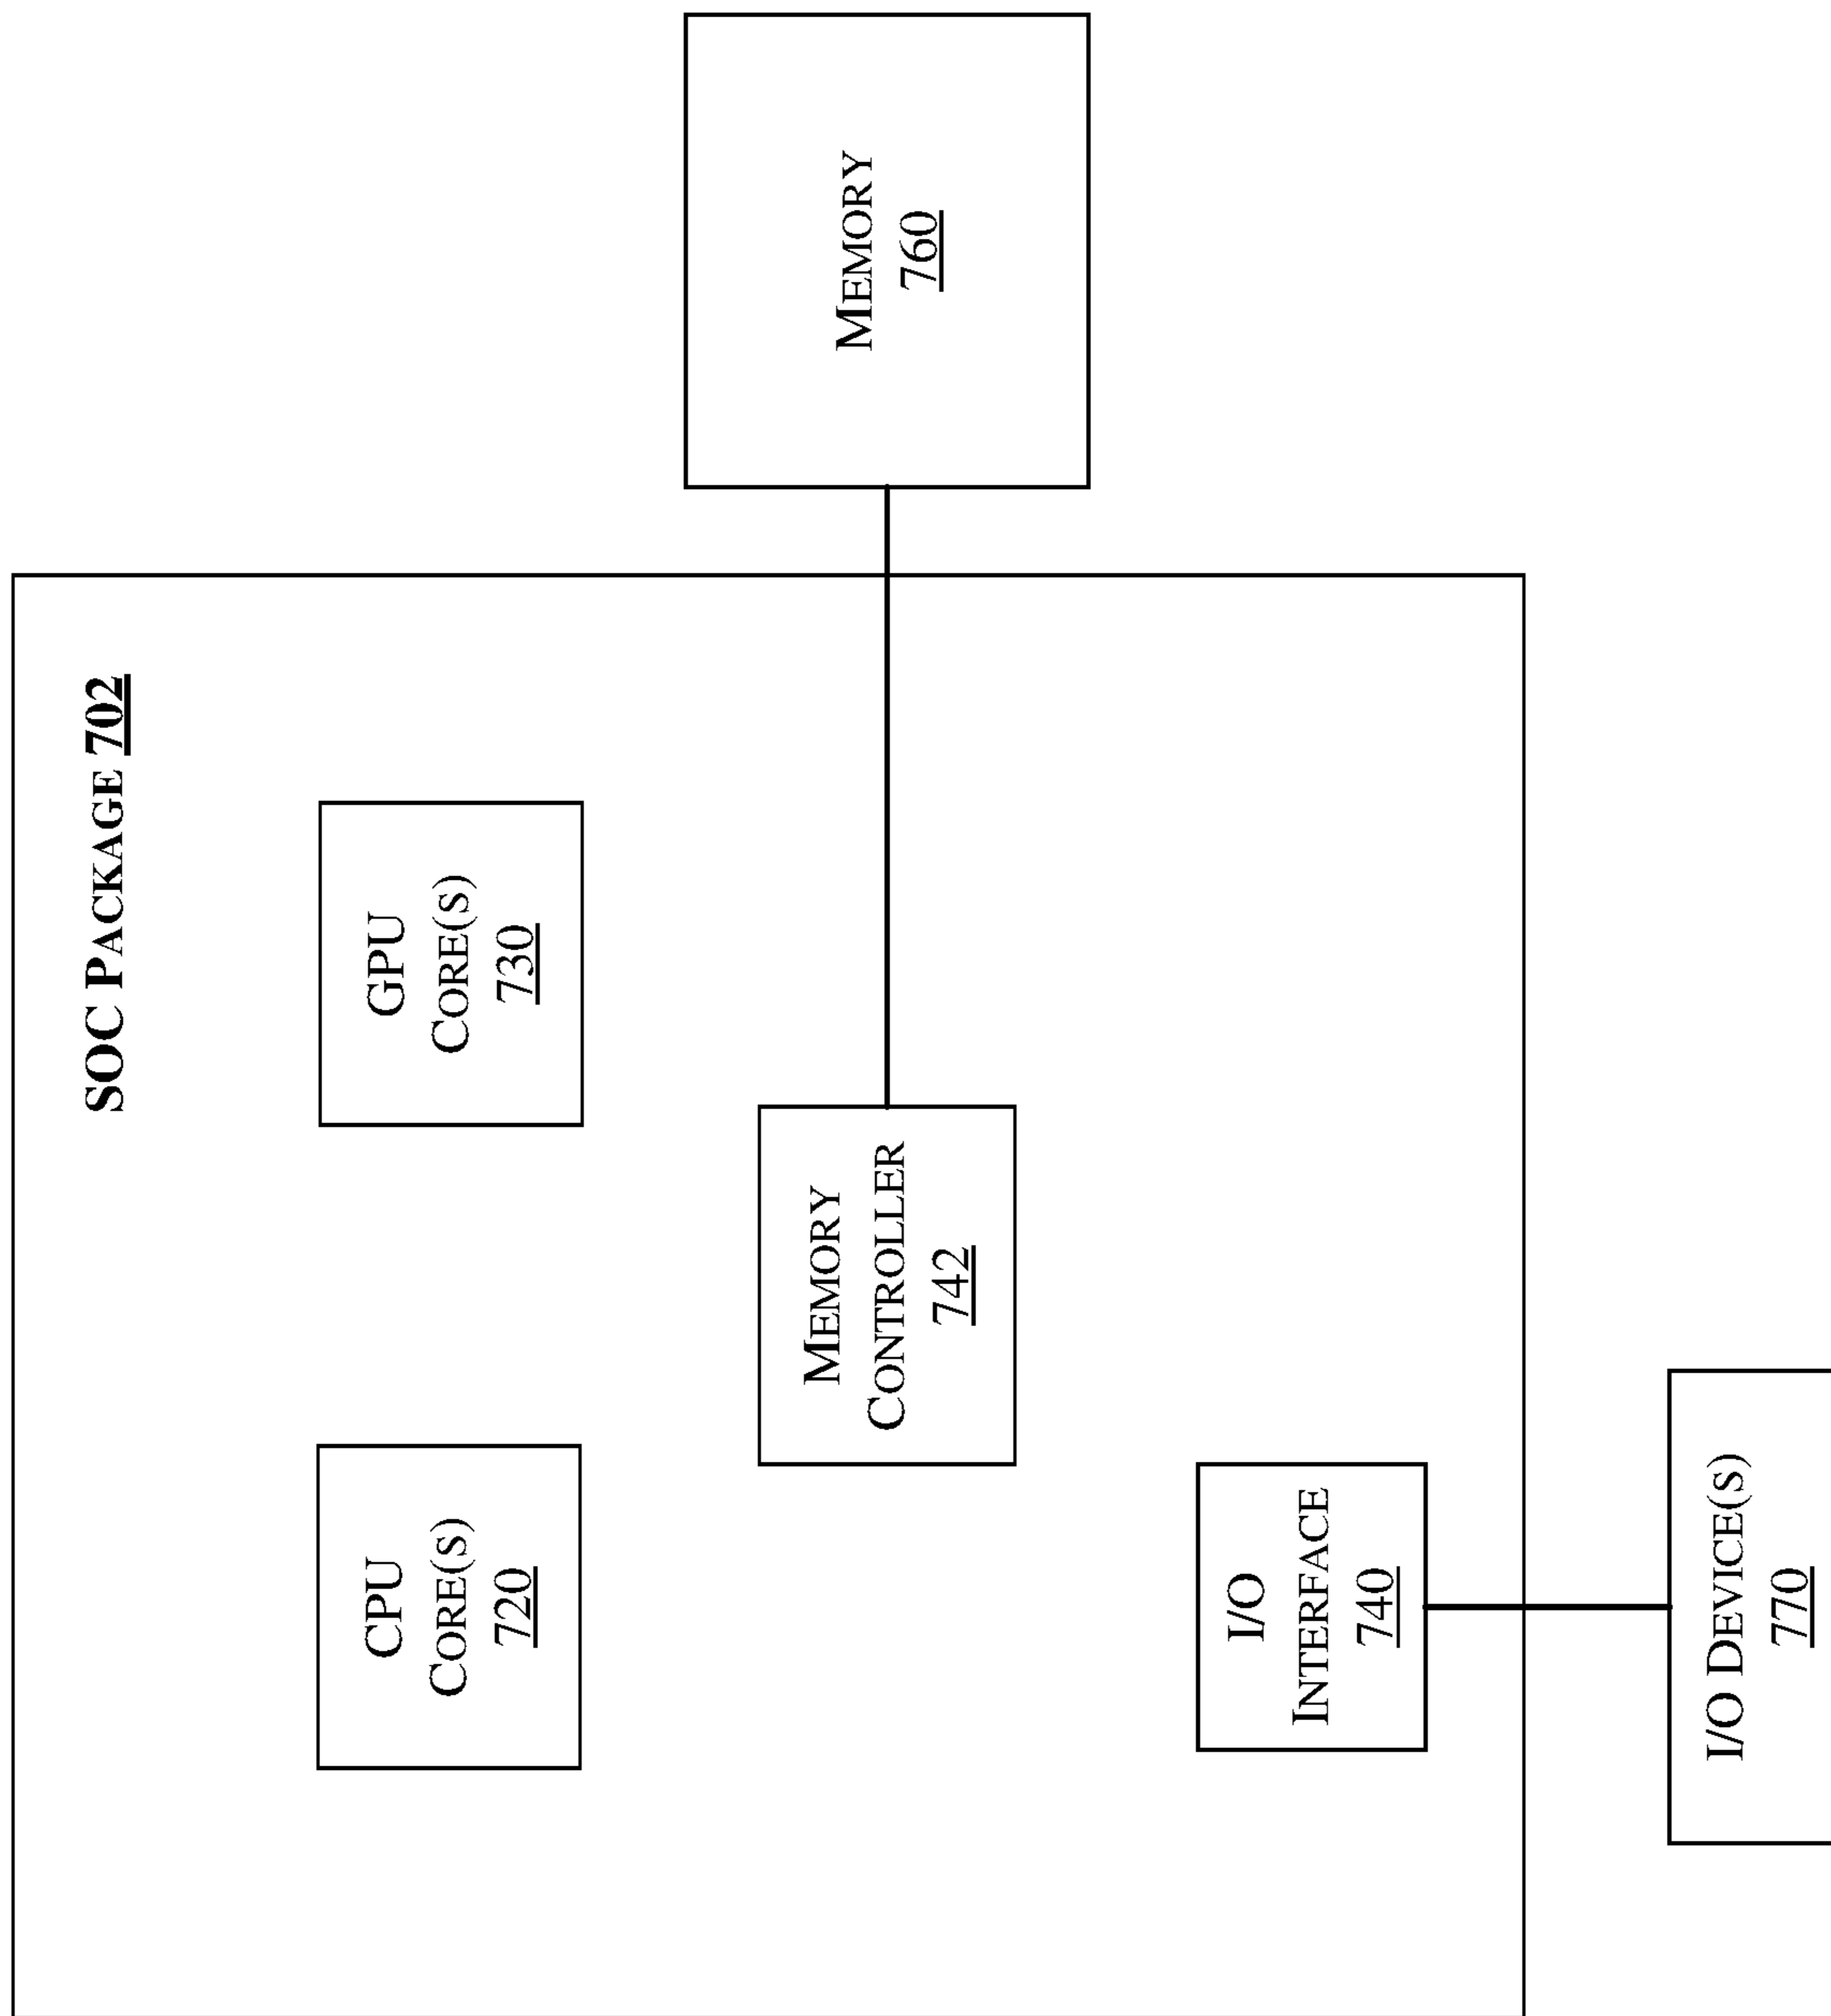 SOC PACKAGE 702
CPU
CORE(S)
720
GPU
CORE(S)
730
MEMORY
CONTROLLER
742
MEMORY
760
I/O
INTERFACE
740
I/O DEVICE(S)
770